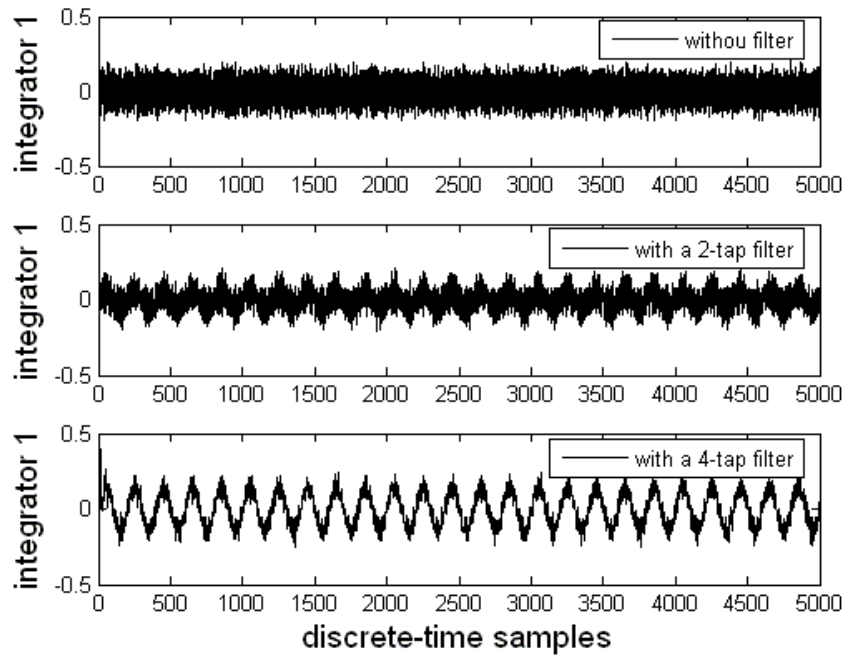 0.5
withou filter
integrator 1
0
-0.5
0 500 1000 1500 2000 2500 3000 3500 4000 4500 5000
0.5
with a 2-tap filter
integrator 1
0
-0.5
0 500 1000 1500 2000 2500 3000 3500 4000 4500 5000
0.5
with a 4-tap filter
integrator 1
0
-0.5
0 500 1000 1500 2000 2500 3000 3500 4000 4500 5000
discrete-time samples